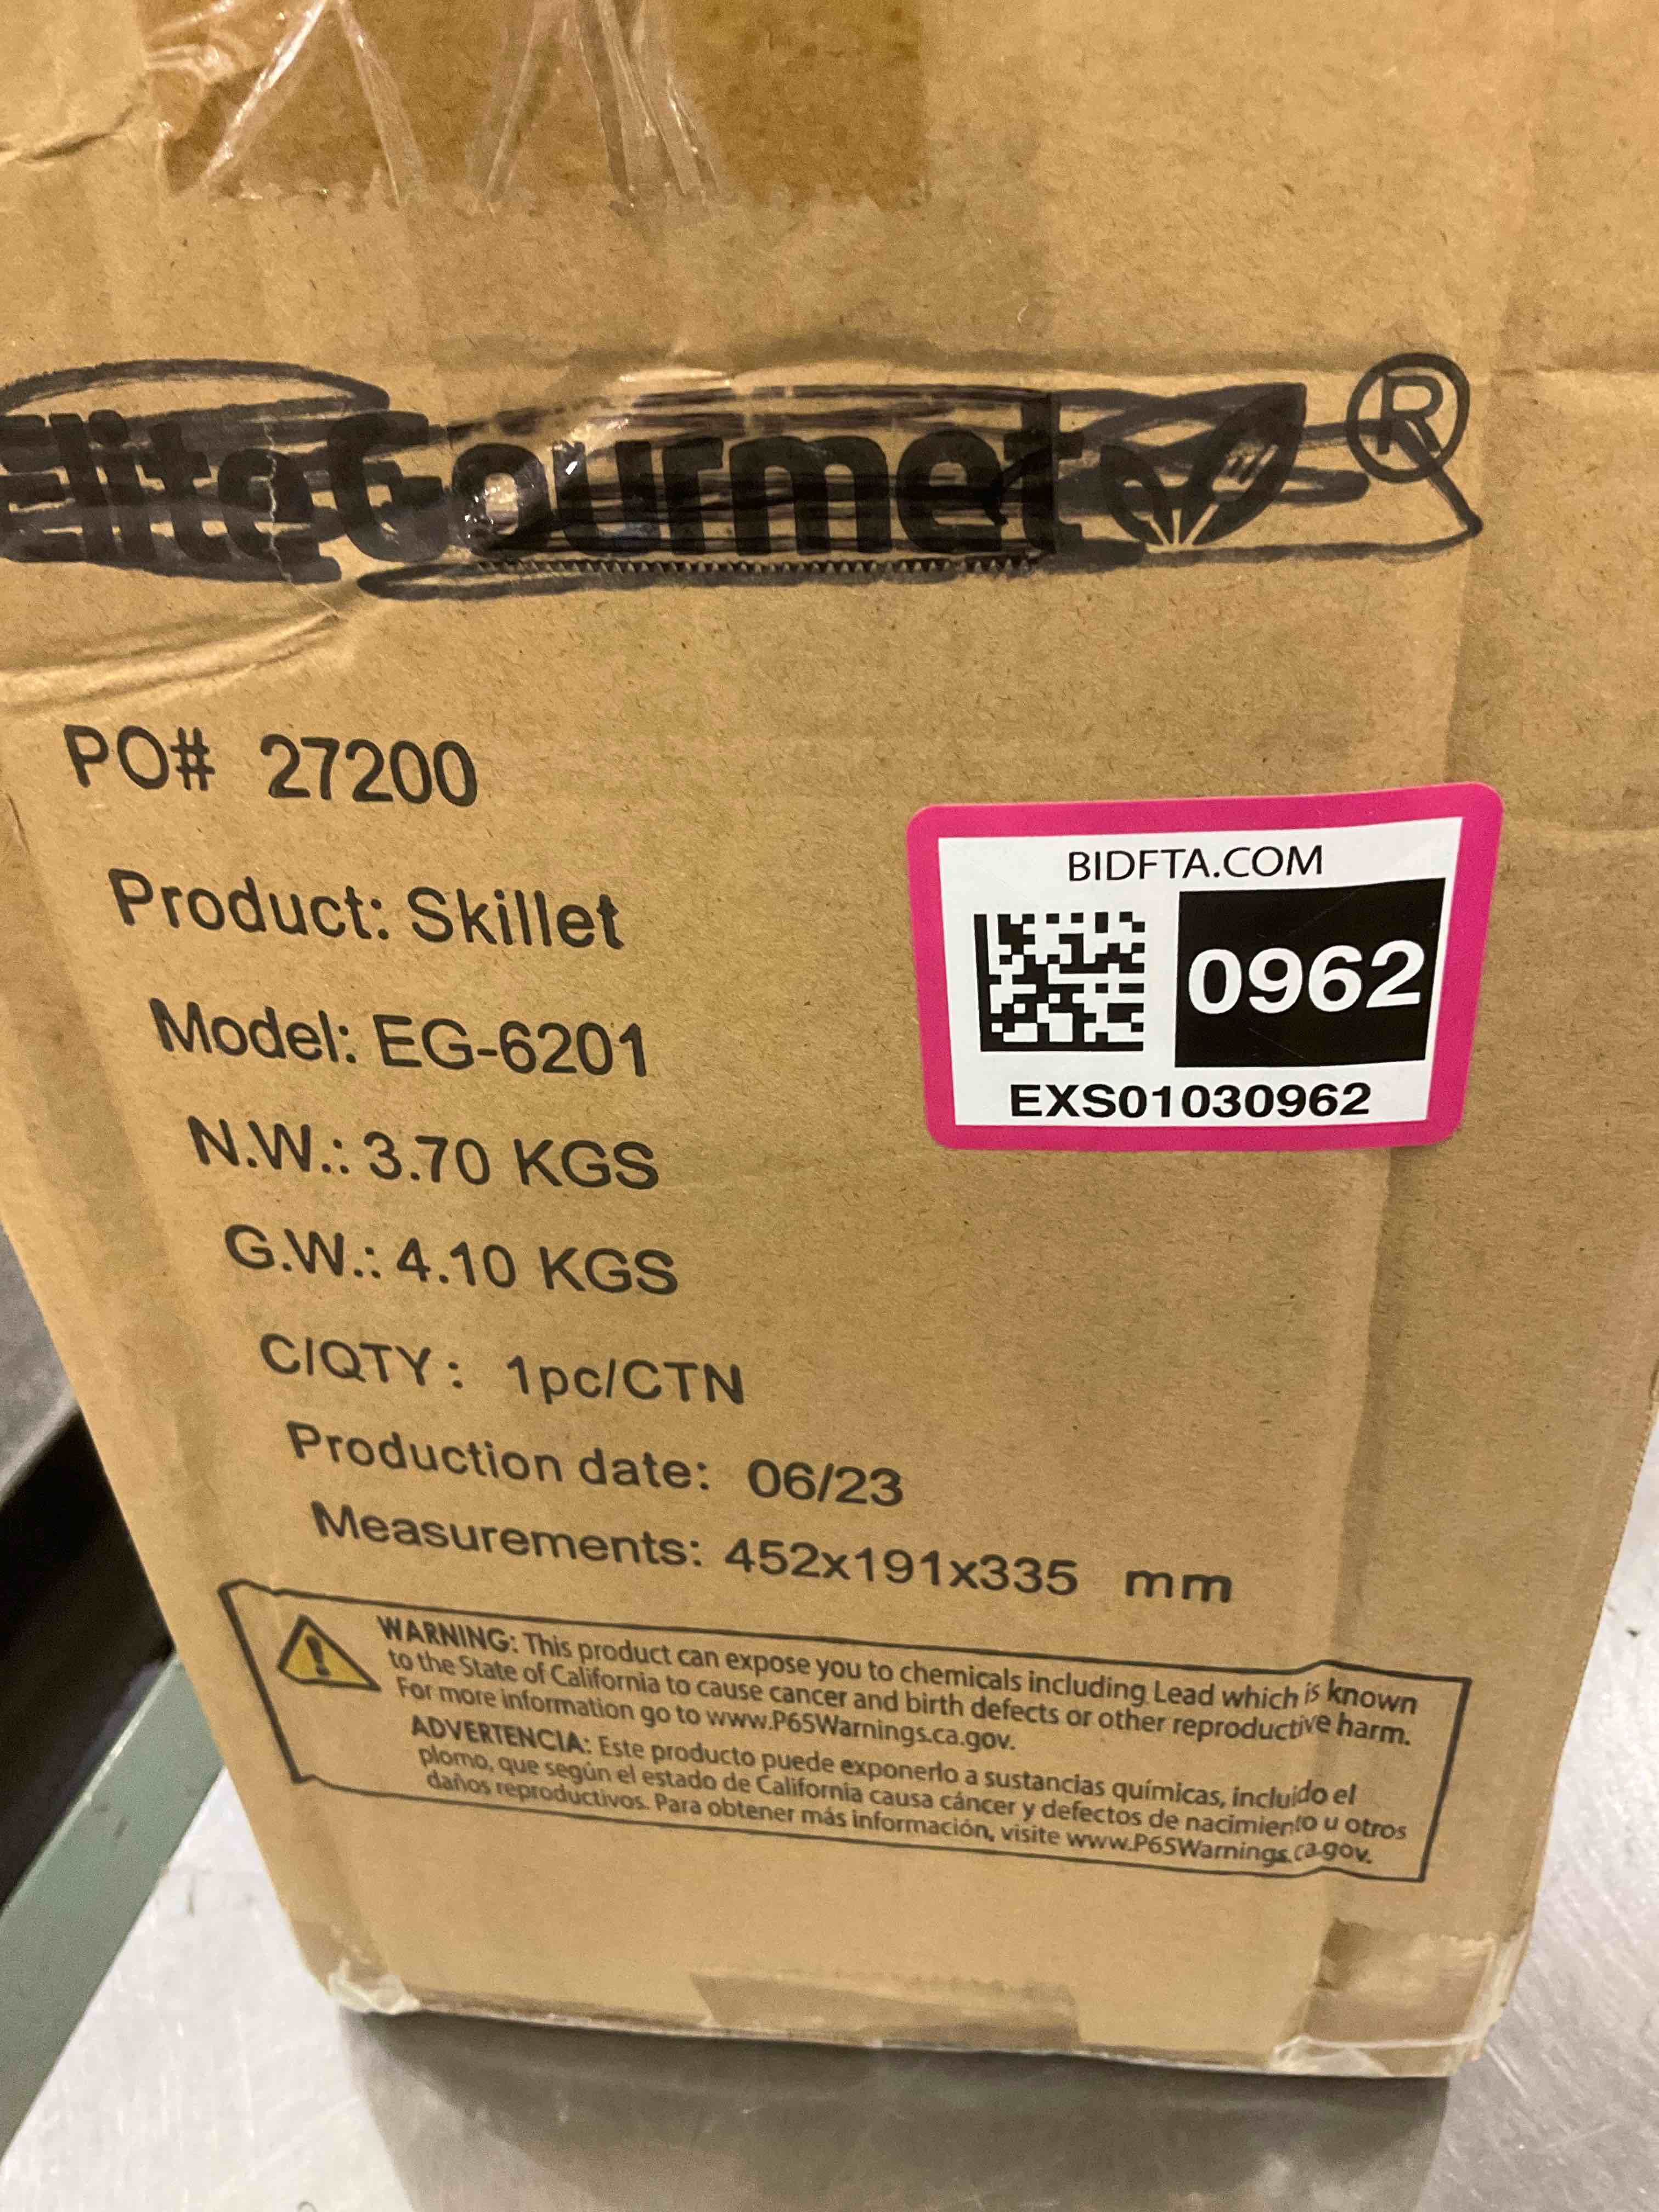 Elite Gourmet ®
PO# 27200
Product: Skillet
Model: EG-6201
N.W.: 3.70 KGS
G.W.: 4.10 KGS
C/QTY: 1pc/CTN
Production date: 06/23
Measurements: 452x191x335 mm
BIDFTA.COM
0962
EXS01030962
WARNING: This product can expose you to chemicals including Lead which is known
to the State of California to cause cancer and birth defects or other reproductive harm.
For more information go to www.P65Warnings.ca.gov.
ADVERTENCIA: Este producto puede exponerlo a sustancias químicas, incluido el
plomo, que según el estado de California causa cáncer y defectos de nacimiento u otros
daños reproductivos. Para obtener más información, visite www.P65Warnings.ca.gov.